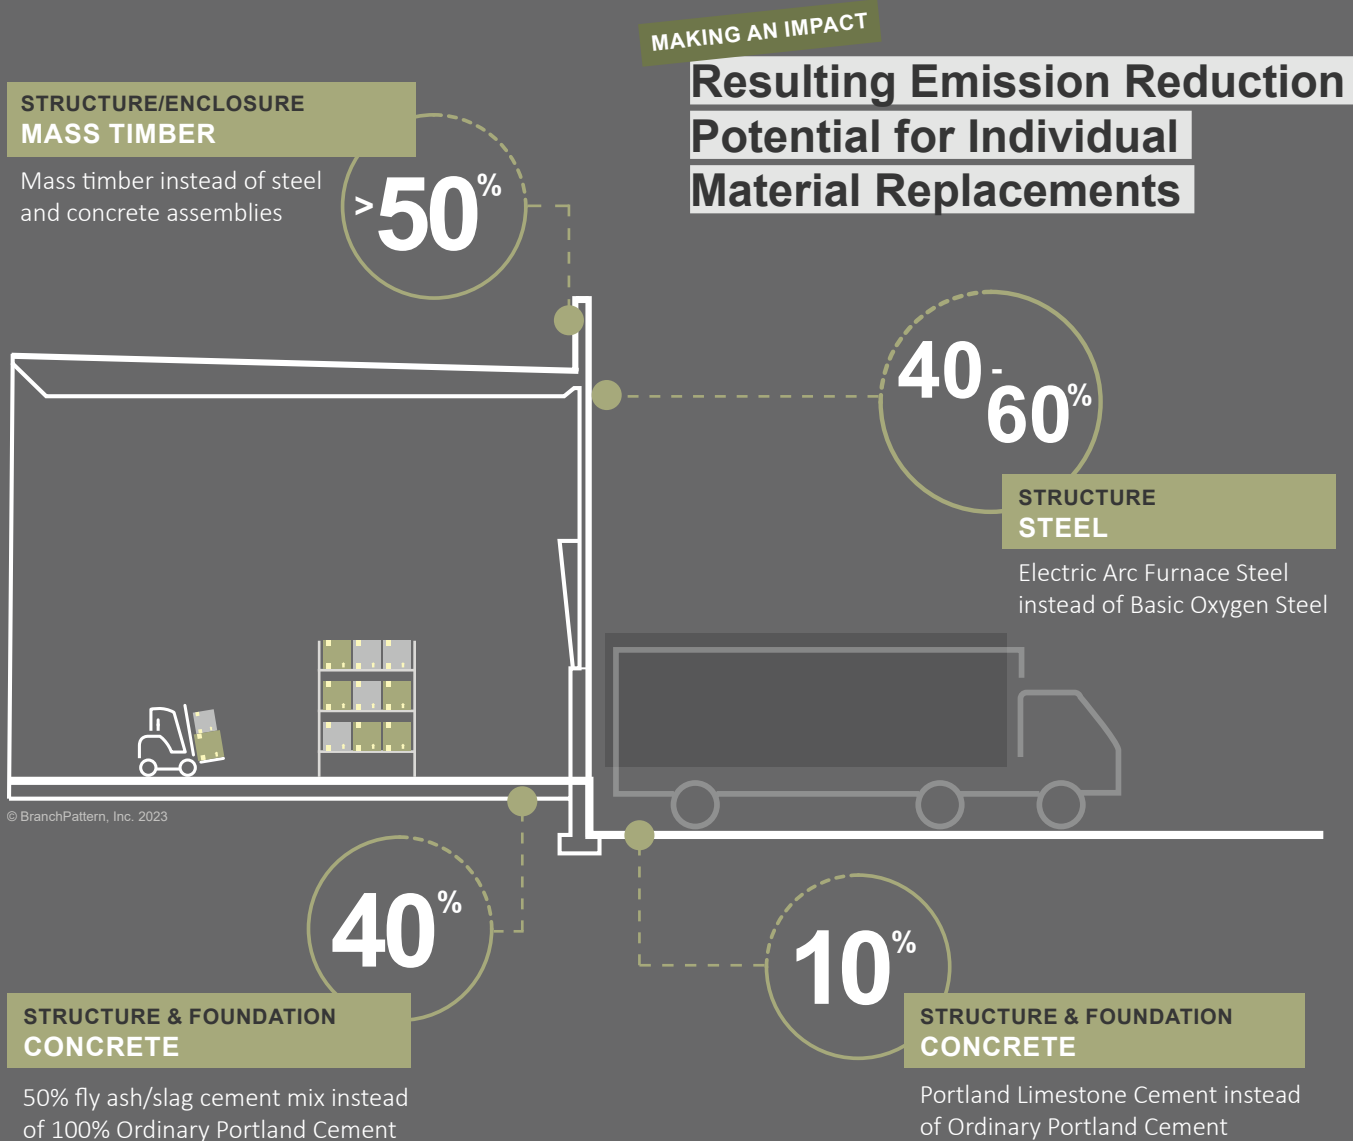 MAKING AN IMPACT
Resulting Emission Reduction
Potential for Individual
Material Replacements
STRUCTURE/ENCLOSURE
MASS TIMBER
Mass timber instead of steel
and concrete assemblies
>50%
40-
60%
STRUCTURE
STEEL
Electric Arc Furnace Steel
instead of Basic Oxygen Steel
© BranchPattern, Inc. 2023
40%
STRUCTURE & FOUNDATION
CONCRETE
50% fly ash/slag cement mix instead
of 100% Ordinary Portland Cement
10%
STRUCTURE & FOUNDATION
CONCRETE
Portland Limestone Cement instead
of Ordinary Portland Cement